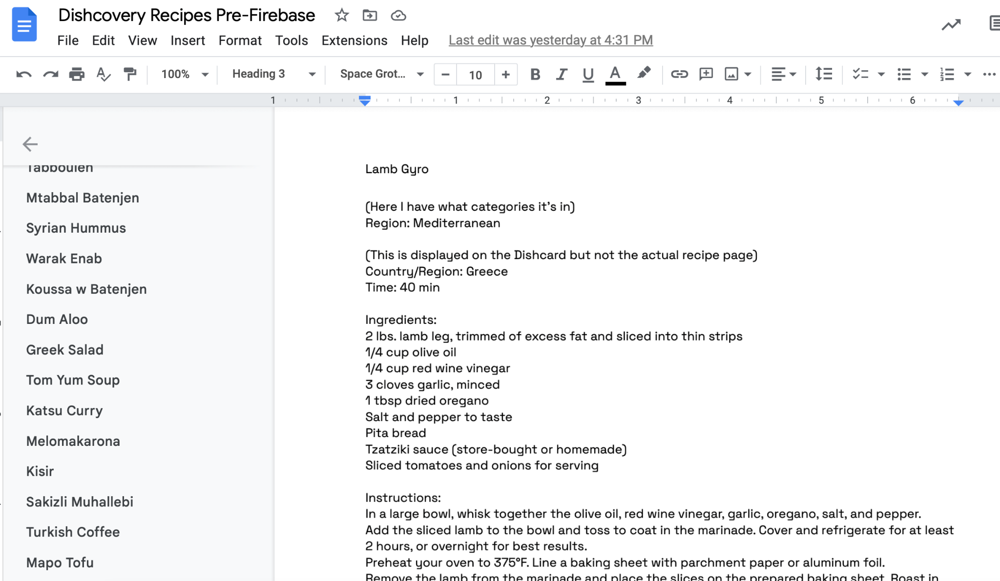 Dishcovery Recipes Pre-Firebase
File Edit View Insert Format Tools Extensions Help Last edit was yesterday at 4:31 PM
100% Heading 3 Space Grot... − 10 + B I U A
1 1 2 3 4 5 6
Tabbouleh
Mtabbal Batenjen
Syrian Hummus
Warak Enab
Koussa w Batenjen
Dum Aloo
Greek Salad
Tom Yum Soup
Katsu Curry
Melomakarona
Kisir
Sakizli Muhallebi
Turkish Coffee
Mapo Tofu
Lamb Gyro
(Here I have what categories it's in)
Region: Mediterranean
(This is displayed on the Dishcard but not the actual recipe page)
Country/Region: Greece
Time: 40 min
Ingredients:
2 lbs. lamb leg, trimmed of excess fat and sliced into thin strips
1/4 cup olive oil
1/4 cup red wine vinegar
3 cloves garlic, minced
1 tbsp dried oregano
Salt and pepper to taste
Pita bread
Tzatziki sauce (store-bought or homemade)
Sliced tomatoes and onions for serving
Instructions:
In a large bowl, whisk together the olive oil, red wine vinegar, garlic, oregano, salt, and pepper.
Add the sliced lamb to the bowl and toss to coat in the marinade. Cover and refrigerate for at least
2 hours, or overnight for best results.
Preheat your oven to 375°F. Line a baking sheet with parchment paper or aluminum foil.
Remove the lamb from the marinade and place the slices on the prepared baking sheet. Roast in